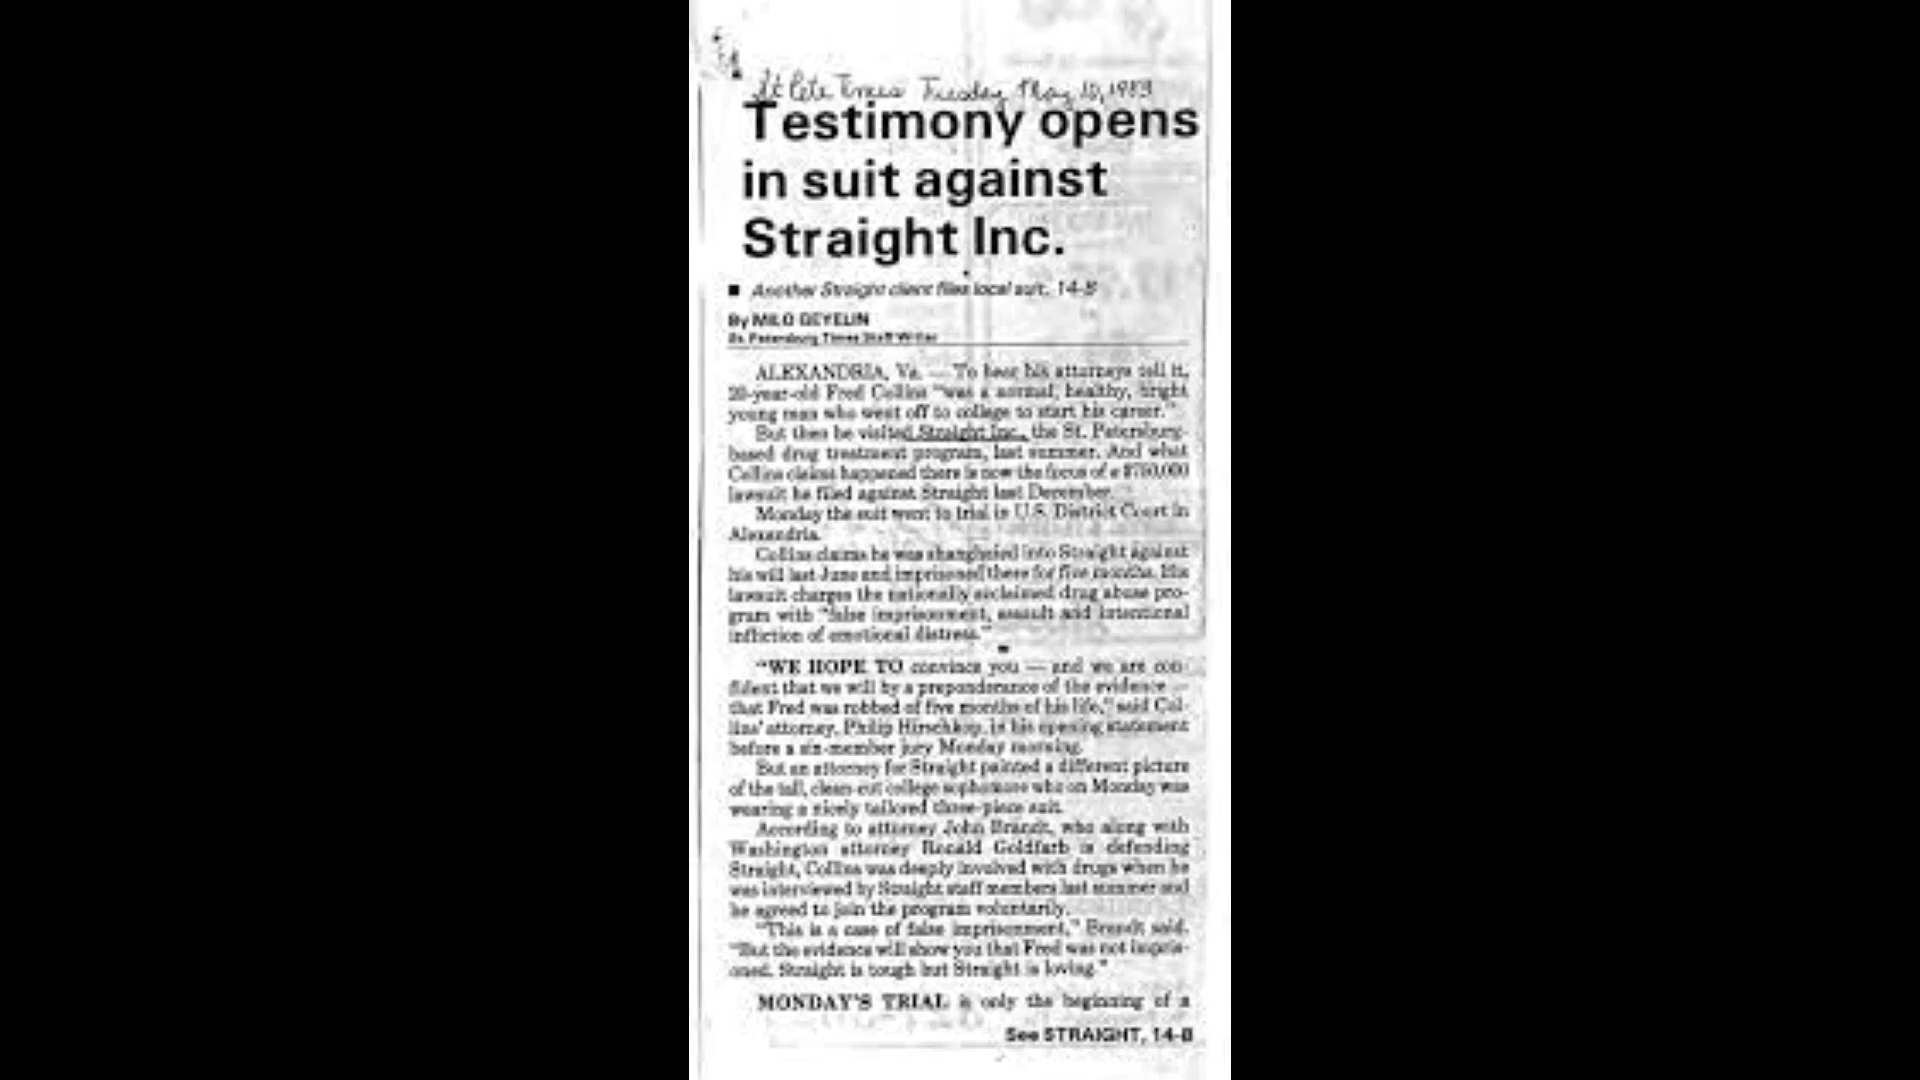 St Pete Times Tuesday May 10, 1983
Testimony opens
in suit against
Straight Inc.
■ Another Straight client files local suit, 14-B
By MILO GEYELIN
St. Petersburg Times Staff Writer
ALEXANDRIA, Va. — To hear his attorneys tell it,
20-year-old Fred Collins "was a normal, healthy, bright
young man who went off to college to start his career."
But then he visited Straight Inc., the St. Petersburg-
based drug treatment program, last summer. And what
Collins claims happened there is now the focus of a $750,000
lawsuit he filed against Straight last December.
Monday the suit went to trial in U.S. District Court in
Alexandria.
Collins claims he was shanghaied into Straight against
his will last June and imprisoned there for five months. His
lawsuit charges the nationally acclaimed drug abuse pro-
gram with "false imprisonment, assault and intentional
infliction of emotional distress."
"WE HOPE TO convince you — and we are con-
fident that we will by a preponderance of the evidence —
that Fred was robbed of five months of his life," said Col-
lins' attorney, Philip Hirschkop, in his opening statement
before a six-member jury Monday morning.
But an attorney for Straight painted a different picture
of the tall, clean-cut college sophomore who on Monday was
wearing a nicely tailored three-piece suit.
According to attorney John Brandt, who along with
Washington attorney Ronald Goldfarb is defending
Straight, Collins was deeply involved with drugs when he
was interviewed by Straight staff members last summer and
he agreed to join the program voluntarily.
"This is a case of false imprisonment," Brandt said.
"But the evidence will show you that Fred was not impris-
oned. Straight is tough but Straight is loving."
MONDAY'S TRIAL is only the beginning of a
See STRAIGHT, 14-B